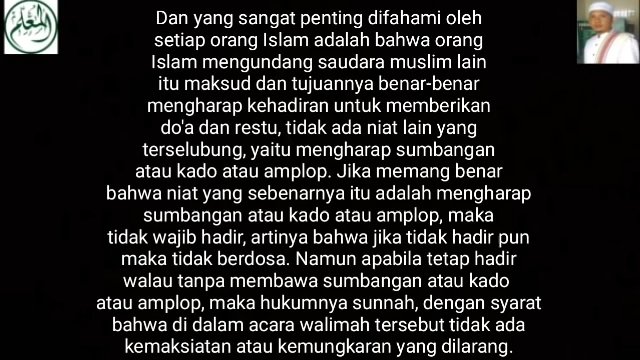 Dan yang sangat penting difahami oleh
setiap orang Islam adalah bahwa orang
Islam mengundang saudara muslim lain
itu maksud dan tujuannya benar-benar
mengharap kehadiran untuk memberikan
do'a dan restu, tidak ada niat lain yang
terselubung, yaitu mengharap sumbangan
atau kado atau amplop. Jika memang benar
bahwa niat yang sebenarnya itu adalah mengharap
sumbangan atau kado atau amplop, maka
tidak wajib hadir, artinya bahwa jika tidak hadir pun
maka tidak berdosa. Namun apabila tetap hadir
walau tanpa membawa sumbangan atau kado
atau amplop, maka hukumnya sunnah, dengan syarat
bahwa di dalam acara walimah tersebut tidak ada
kemaksiatan atau kemungkaran yang dilarang.